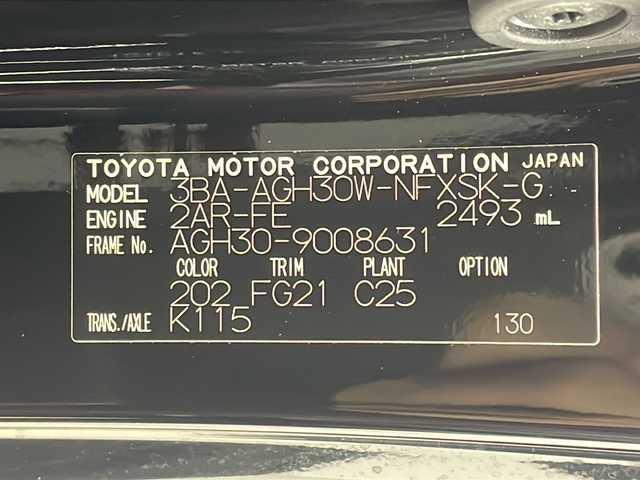 TOYOTA MOTOR CORPORATION JAPAN
MODEL 3BA-AGH30W-NFXSK-G
ENGINE 2AR-FE 2493 mL
FRAME No. AGH30-9008631
COLOR TRIM PLANT OPTION
202 FG21 C25
TRANS./AXLE K115 130